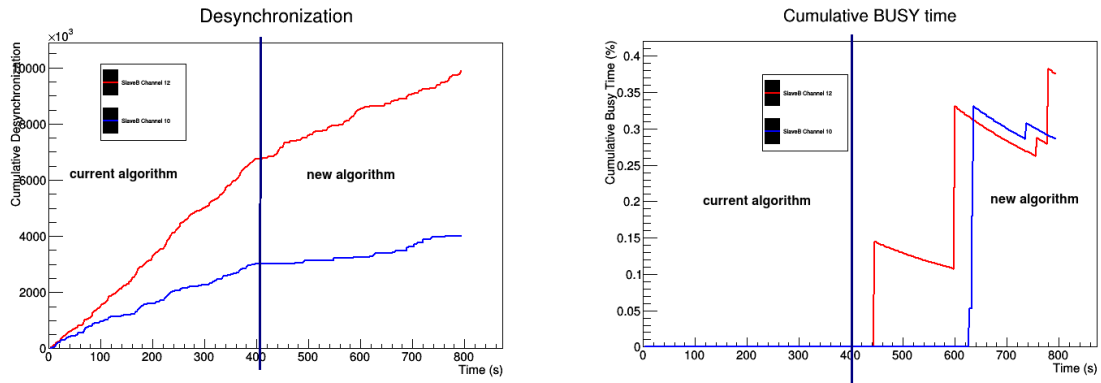 Desynchronization
×10³
Cumulative Desynchronization
10000
8000
6000
4000
2000
0
SlaveB Channel 12
SlaveB Channel 10
current algorithm
new algorithm
0 100 200 300 400 500 600 700 800
Time (s)
Cumulative BUSY time
Cumulative Busy Time (%)
0.4
0.35
0.3
0.25
0.2
0.15
0.1
0.05
0
SlaveB Channel 12
SlaveB Channel 10
current algorithm
new algorithm
0 100 200 300 400 500 600 700 800
Time (s)